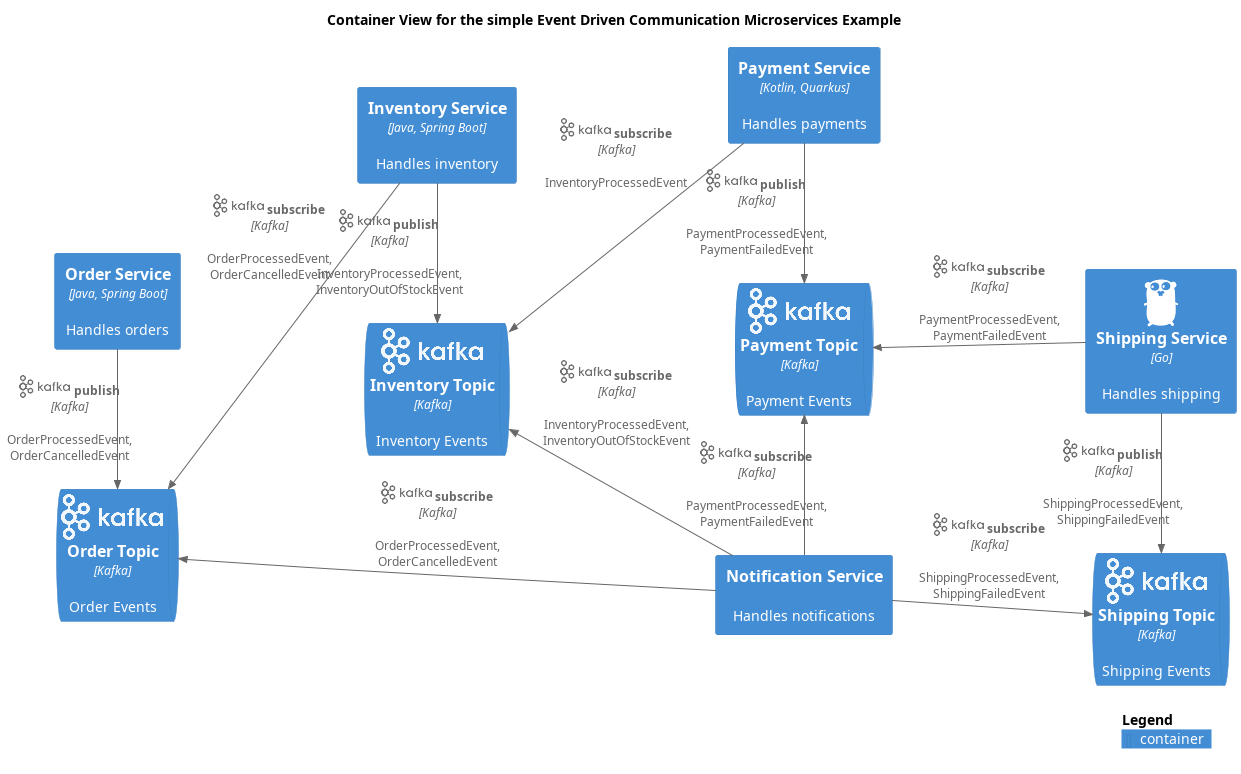 Container View for the simple Event Driven Communication Microservices Example
Payment Service
[Kotlin, Quarkus]
Handles payments
Inventory Service
[Java, Spring Boot]
Handles inventory
kafka subscribe
[Kafka]
InventoryProcessedEvent
kafka publish
[Kafka]
PaymentProcessedEvent,
PaymentFailedEvent
kafka subscribe
[Kafka]
OrderProcessedEvent,
OrderCancelledEvent
kafka publish
[Kafka]
InventoryProcessedEvent,
InventoryOutOfStockEvent
Order Service
[Java, Spring Boot]
Handles orders
kafka subscribe
[Kafka]
PaymentProcessedEvent,
PaymentFailedEvent
Shipping Service
[Go]
Handles shipping
kafka
Payment Topic
[Kafka]
Payment Events
kafka
Inventory Topic
[Kafka]
Inventory Events
kafka publish
[Kafka]
OrderProcessedEvent,
OrderCancelledEvent
kafka subscribe
[Kafka]
InventoryProcessedEvent,
InventoryOutOfStockEvent
kafka subscribe
[Kafka]
PaymentProcessedEvent,
PaymentFailedEvent
kafka publish
[Kafka]
ShippingProcessedEvent,
ShippingFailedEvent
kafka
Order Topic
[Kafka]
Order Events
kafka subscribe
[Kafka]
OrderProcessedEvent,
OrderCancelledEvent
Notification Service
Handles notifications
kafka subscribe
[Kafka]
ShippingProcessedEvent,
ShippingFailedEvent
kafka
Shipping Topic
[Kafka]
Shipping Events
Legend
container